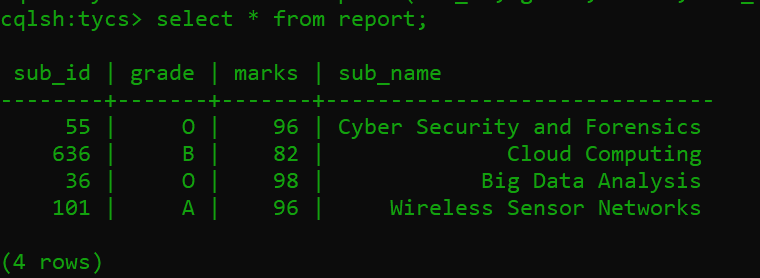 cqlsh:tycs> select * from report;
sub_id | grade | marks | sub_name
--------+-------+-------+------------------------------
55 | O | 96 | Cyber Security and Forensics
636 | B | 82 | Cloud Computing
36 | O | 98 | Big Data Analysis
101 | A | 96 | Wireless Sensor Networks
(4 rows)